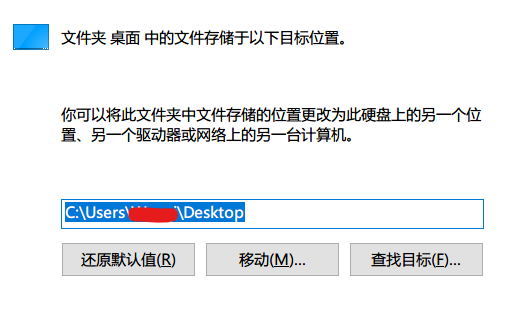 文件夹 桌面 中的文件存储于以下目标位置。
你可以将此文件夹中文件存储的位置更改为此硬盘上的另一个位
置、另一个驱动器或网络上的另一台计算机。
C:\Users\ \Desktop
还原默认值(R)
移动(M)...
查找目标(F)...